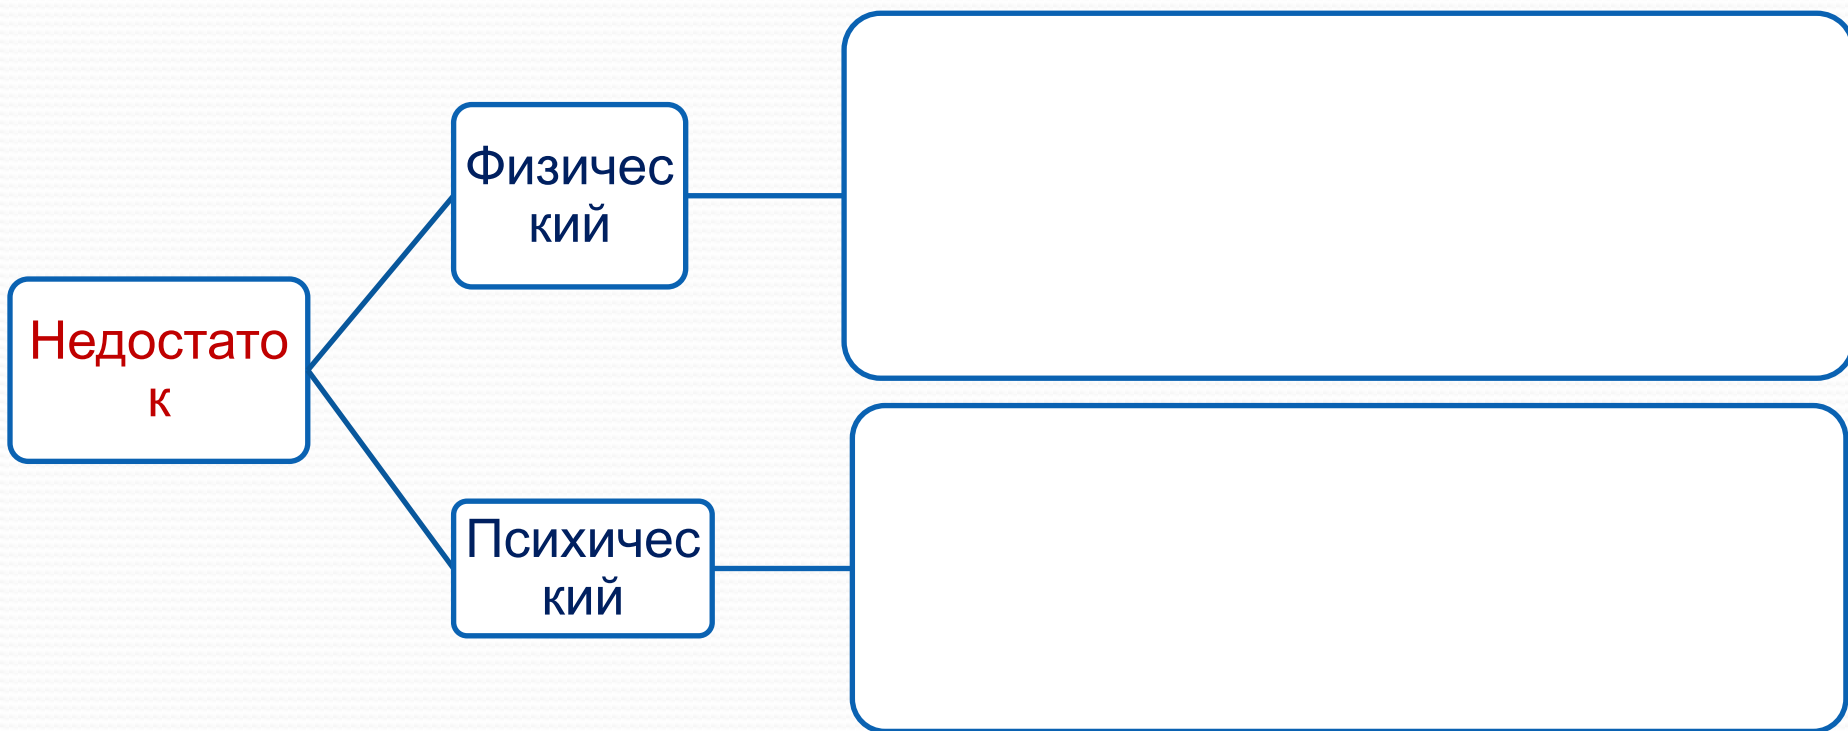 Физичес
кий
Недостато
к
Психичес
кий